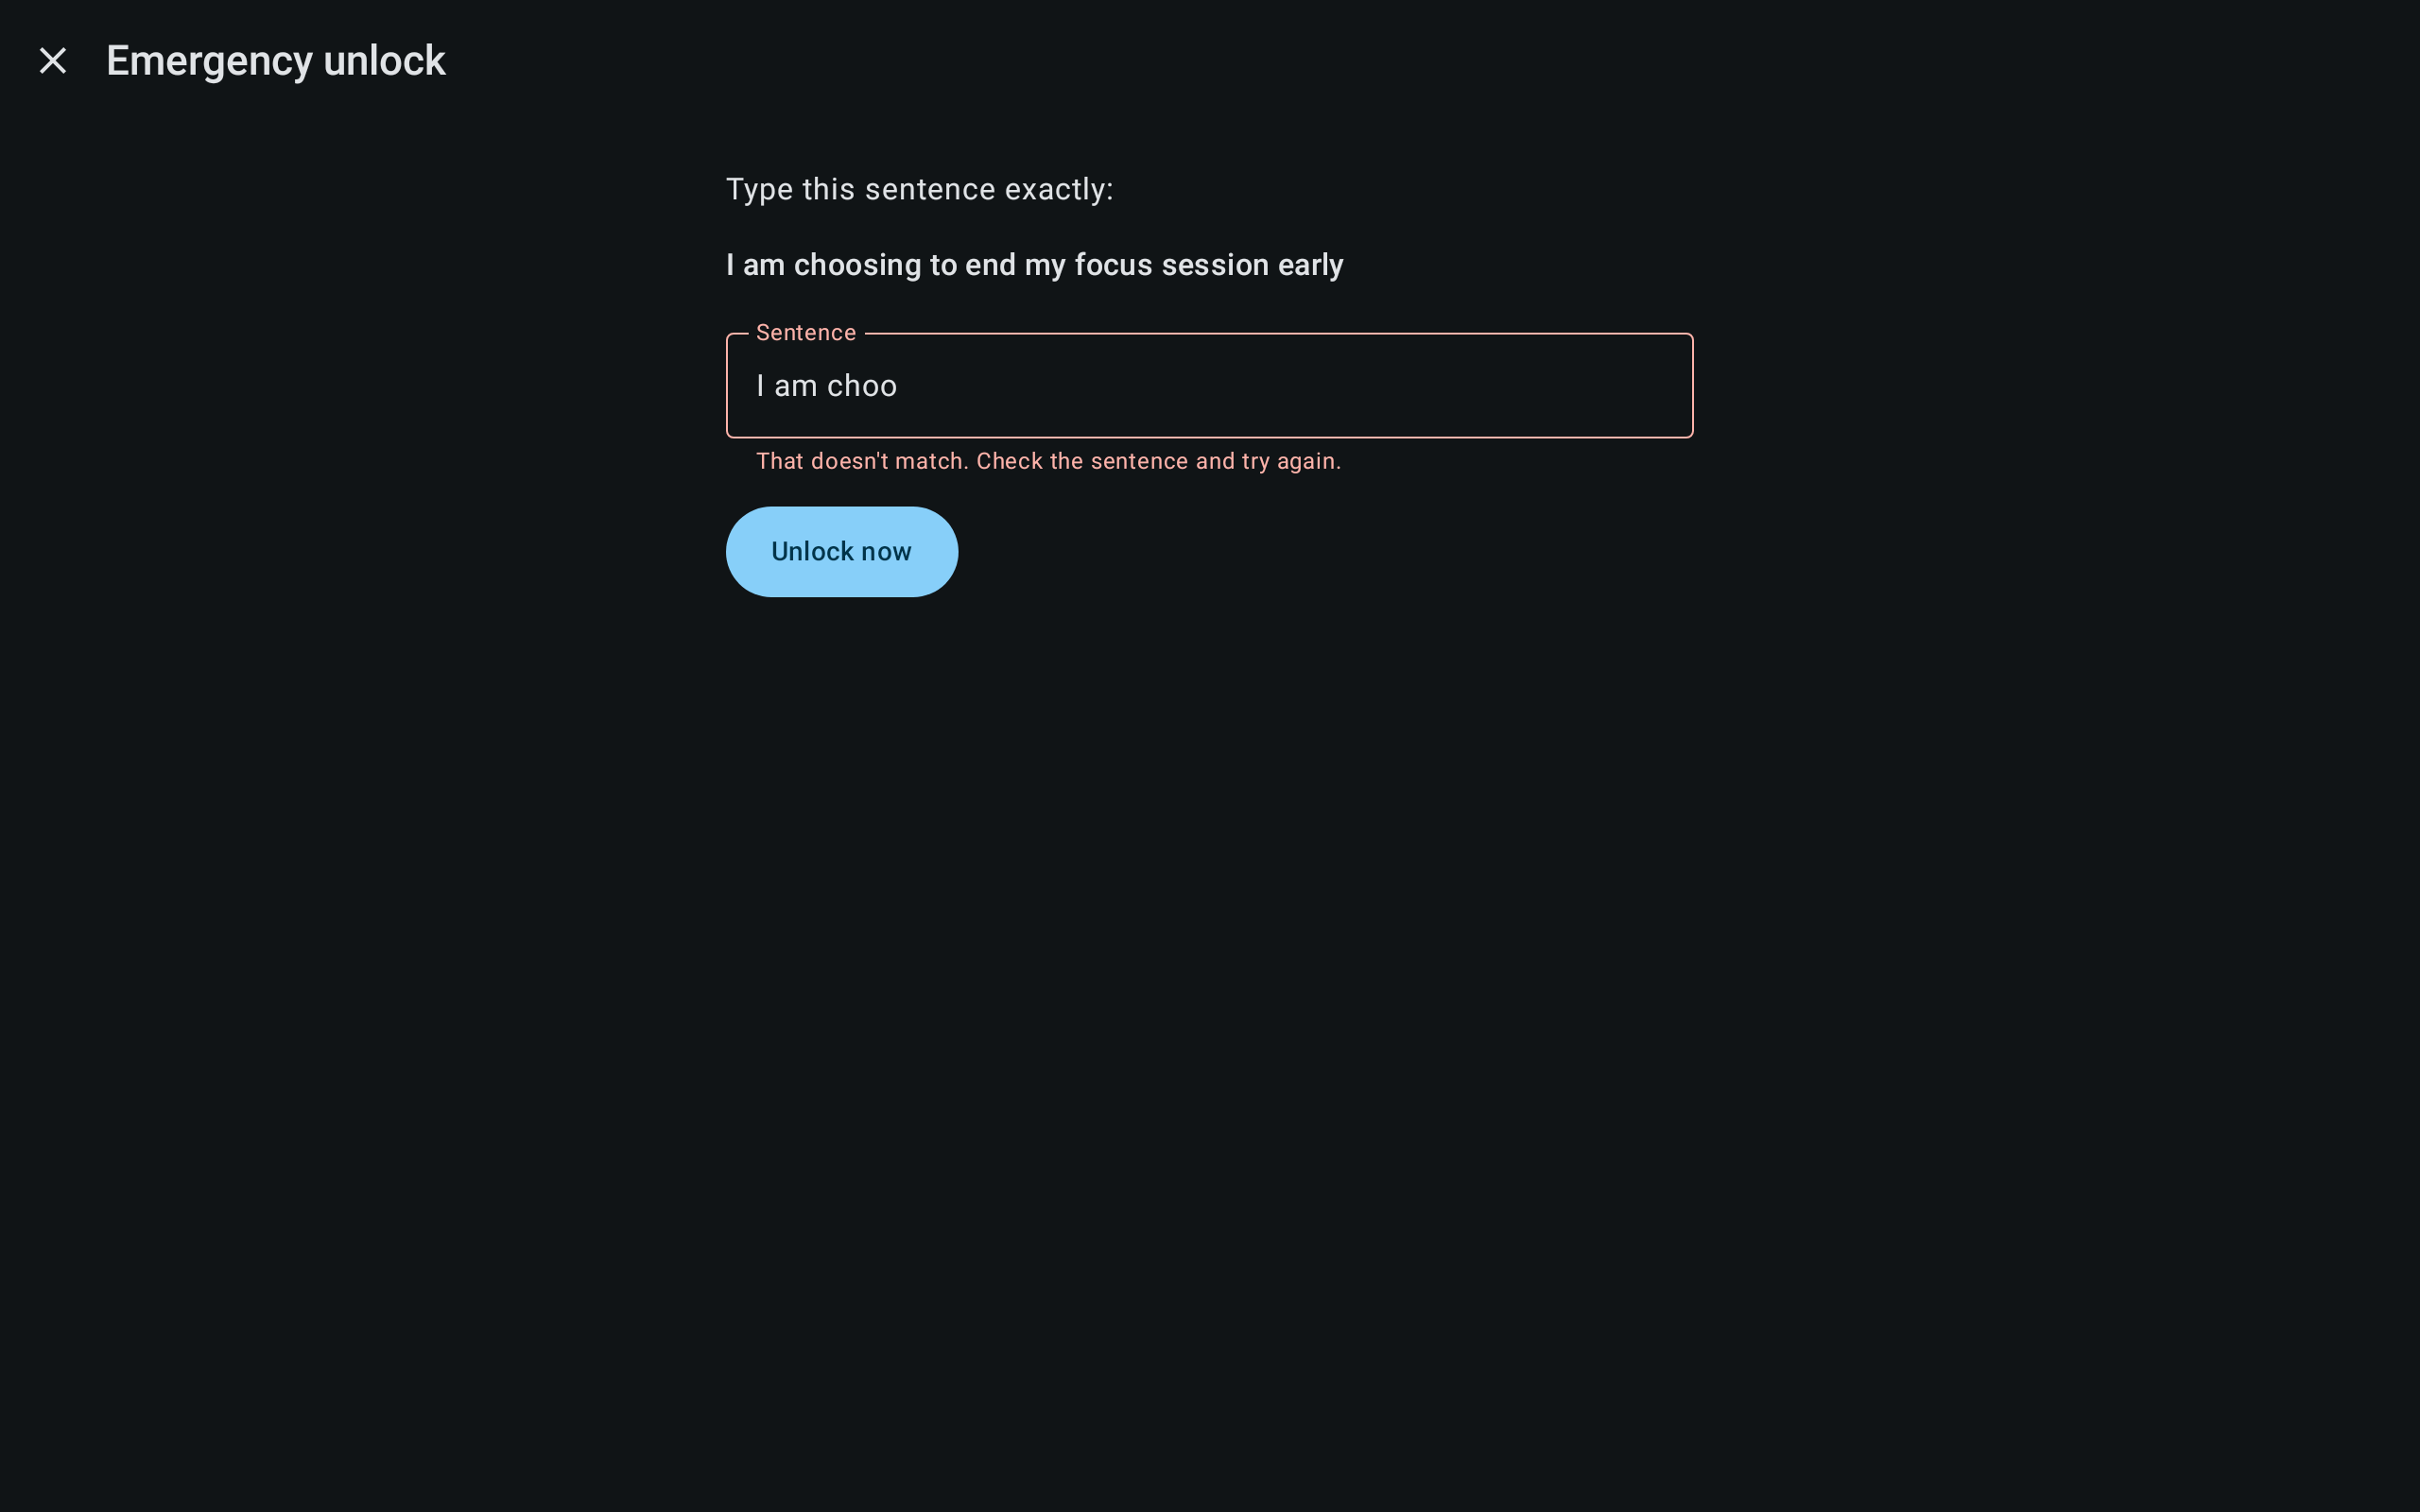 Emergency unlock
Type this sentence exactly:
I am choosing to end my focus session early
Sentence
I am choo
That doesn't match. Check the sentence and try again.
Unlock now